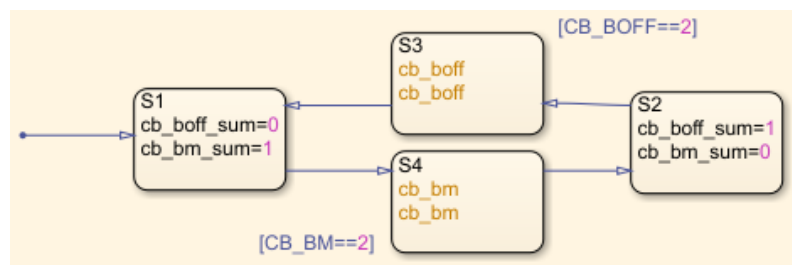 [CB_BOFF==2]
S3
cb_boff
cb_boff
S1
cb_boff_sum=0
cb_bm_sum=1
S2
cb_boff_sum=1
cb_bm_sum=0
S4
cb_bm
cb_bm
[CB_BM==2]